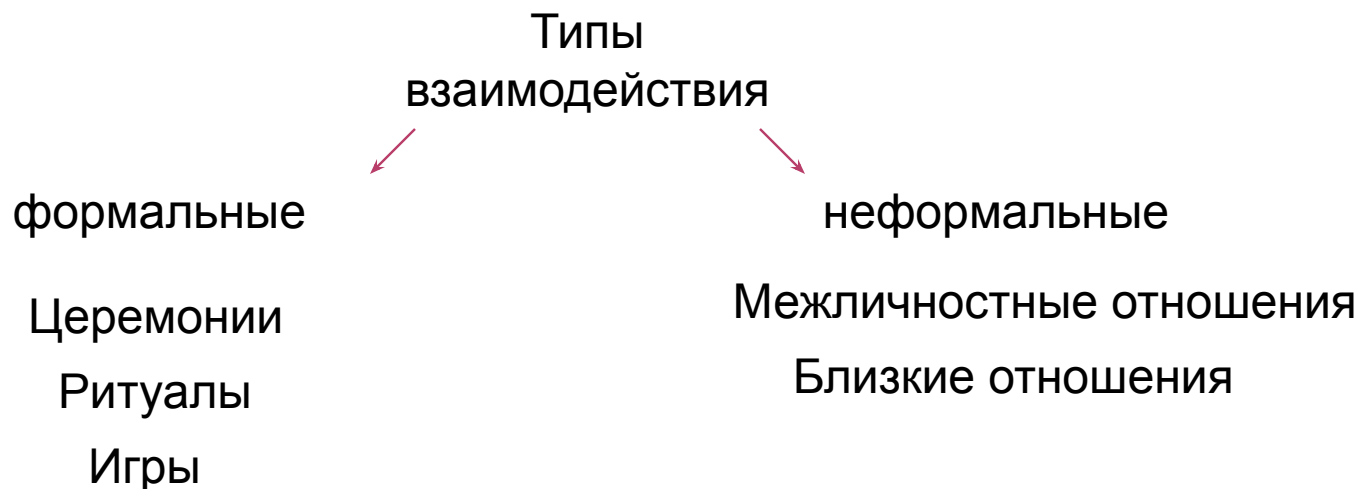 Типы
взаимодействия
формальные
неформальные
Церемонии
Межличностные отношения
Ритуалы
Близкие отношения
Игры